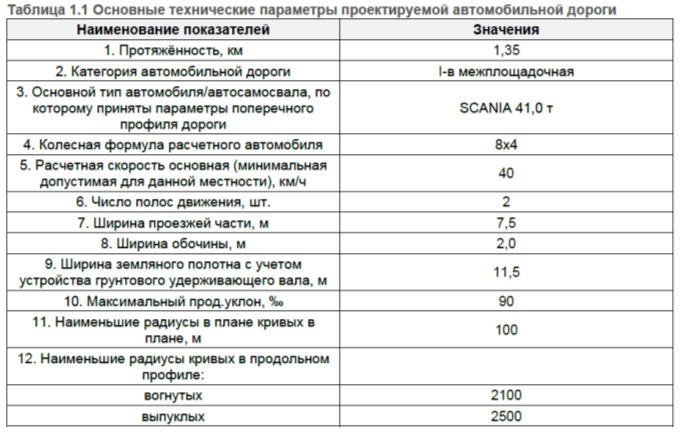 Таблица 1.1 Основные технические параметры проектируемой автомобильной дороги
Наименование показателей Значения
1. Протяжённость, км 1,35
2. Категория автомобильной дороги I-в межплощадочная
3. Основной тип автомобиля/автосамосвала, по
которому приняты параметры поперечного
профиля дороги
SCANIA 41,0 т
4. Колесная формула расчетного автомобиля 8х4
5. Расчетная скорость основная (минимальная
допустимая для данной местности), км/ч
40
6. Число полос движения, шт. 2
7. Ширина проезжей части, м 7,5
8. Ширина обочины, м 2,0
9. Ширина земляного полотна с учетом
устройства грунтового удерживающего вала, м
11,5
10. Максимальный прод.уклон, ‰ 90
11. Наименьшие радиусы в плане кривых в
плане, м
100
12. Наименьшие радиусы кривых в продольном
профиле:
вогнутых 2100
выпуклых 2500